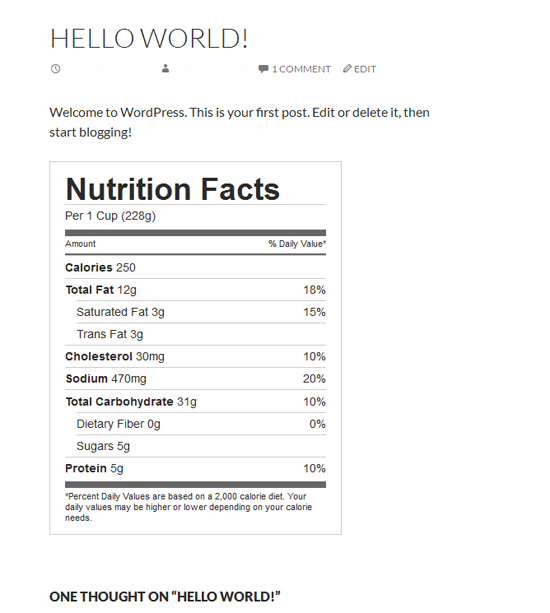 HELLO WORLD!
1 COMMENT EDIT
Welcome to WordPress. This is your first post. Edit or delete it, then
start blogging!
Nutrition Facts
Per 1 Cup (228g)
Amount % Daily Value*
Calories 250
Total Fat 12g 18%
Saturated Fat 3g 15%
Trans Fat 3g
Cholesterol 30mg 10%
Sodium 470mg 20%
Total Carbohydrate 31g 10%
Dietary Fiber 0g 0%
Sugars 5g
Protein 5g 10%
*Percent Daily Values are based on a 2,000 calorie diet. Your
daily values may be higher or lower depending on your calorie
needs.
ONE THOUGHT ON “HELLO WORLD!”